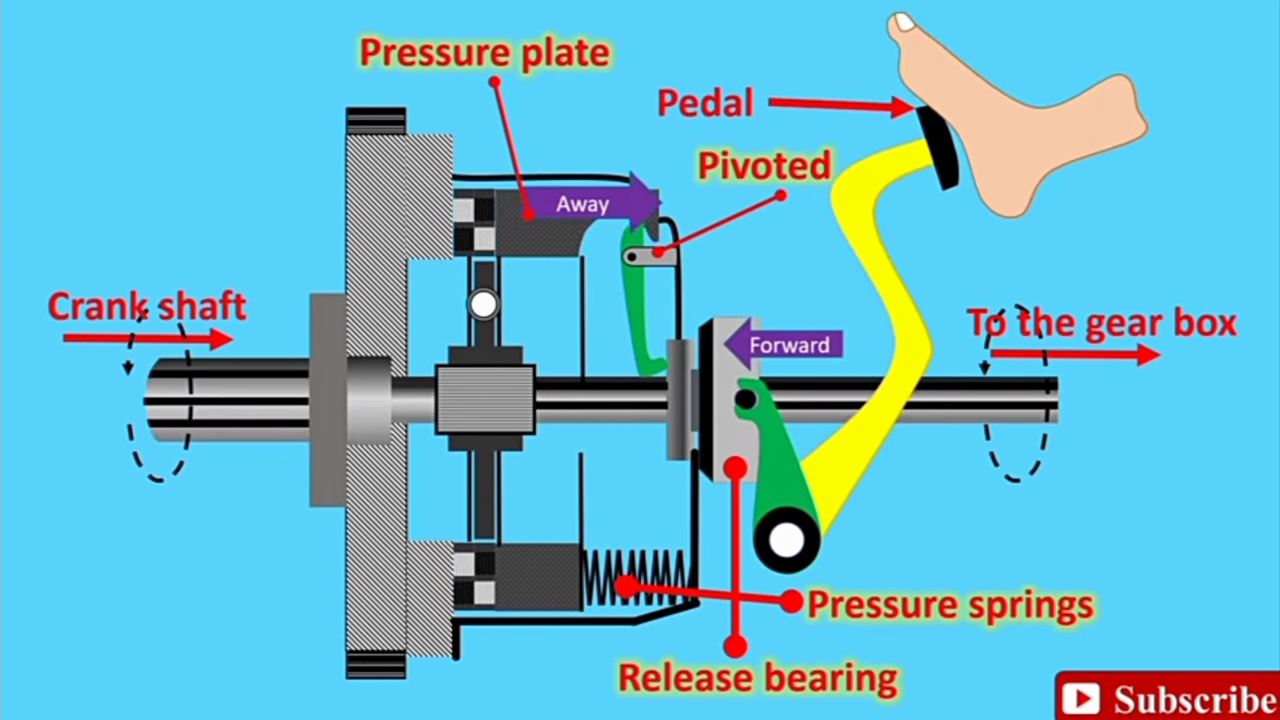 Pressure plate
Pedal
Pivoted
Away
Crank shaft
To the gear box
Forward
Pressure springs
Release bearing
Subscribe